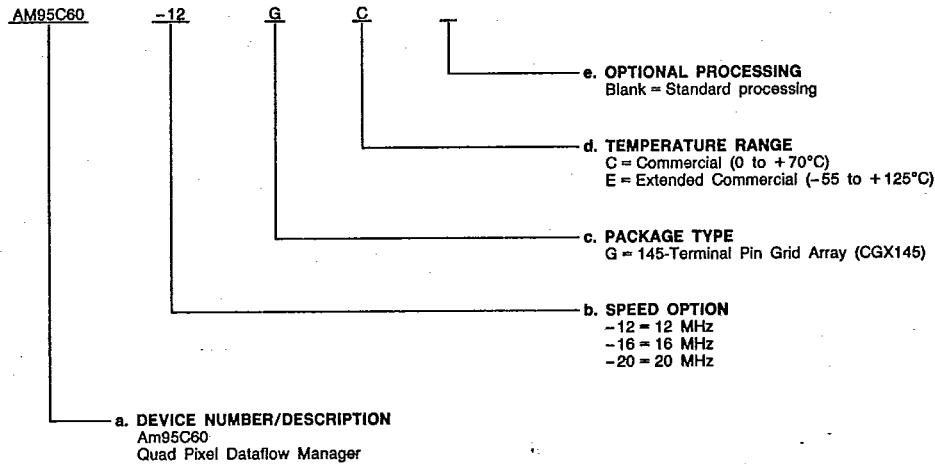 AM95C60 -12 G C
e. OPTIONAL PROCESSING
Blank = Standard processing
d. TEMPERATURE RANGE
C = Commercial (0 to +70°C)
E = Extended Commercial (-55 to +125°C)
c. PACKAGE TYPE
G = 145-Terminal Pin Grid Array (CGX145)
b. SPEED OPTION
-12 = 12 MHz
-16 = 16 MHz
-20 = 20 MHz
a. DEVICE NUMBER/DESCRIPTION
Am95C60
Quad Pixel Dataflow Manager